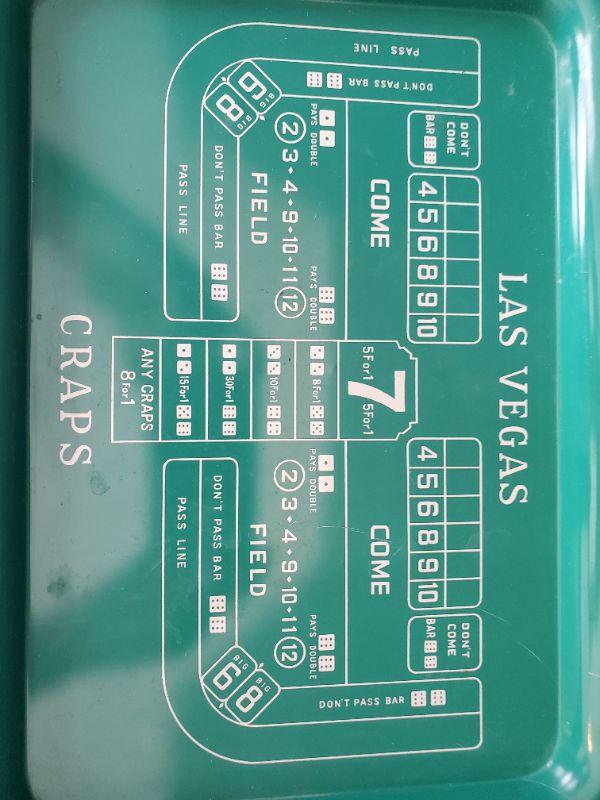 LAS VEGAS
PASS LINE
DON'T PASS BAR
DON'T COME
BAR
4 5 6 8 9 10
COME
PAYS DOUBLE
2 3 4 9 10 11 12
PAYS DOUBLE
FIELD
BIG 6
BIG 8
DON'T PASS BAR
PASS LINE
5 For 1 7 5 For 1
8 For 1
10 For 1
30 For 1
15 For 1
ANY CRAPS
8 For 1
4 5 6 8 9 10
DON'T COME
BAR
COME
PAYS DOUBLE
2 3 4 9 10 11 12
PAYS DOUBLE
FIELD
DON'T PASS BAR
BIG 8
BIG 6
DON'T PASS BAR
PASS LINE
CRAPS